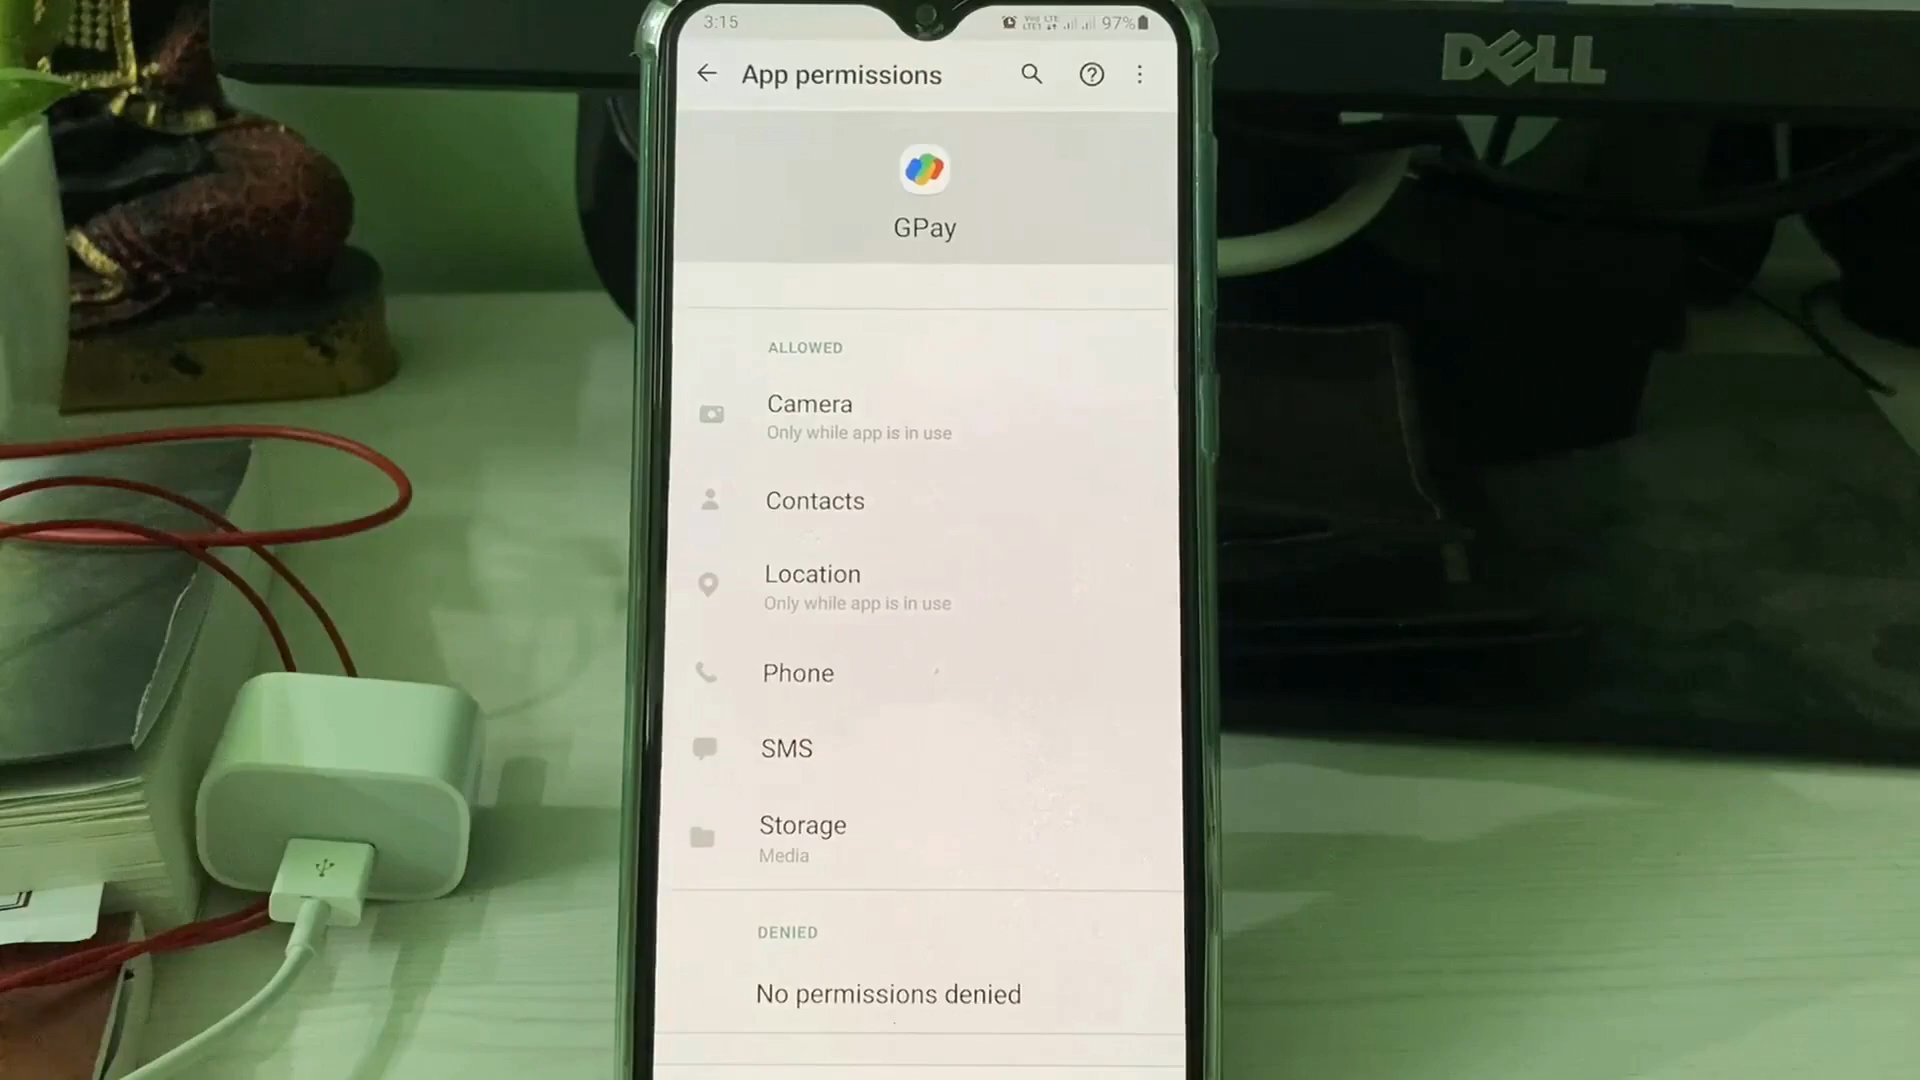 3:15
97%
DELL
App permissions
GPay
ALLOWED
Camera
Only while app is in use
Contacts
Location
Only while app is in use
Phone
SMS
Storage
Media
DENIED
No permissions denied